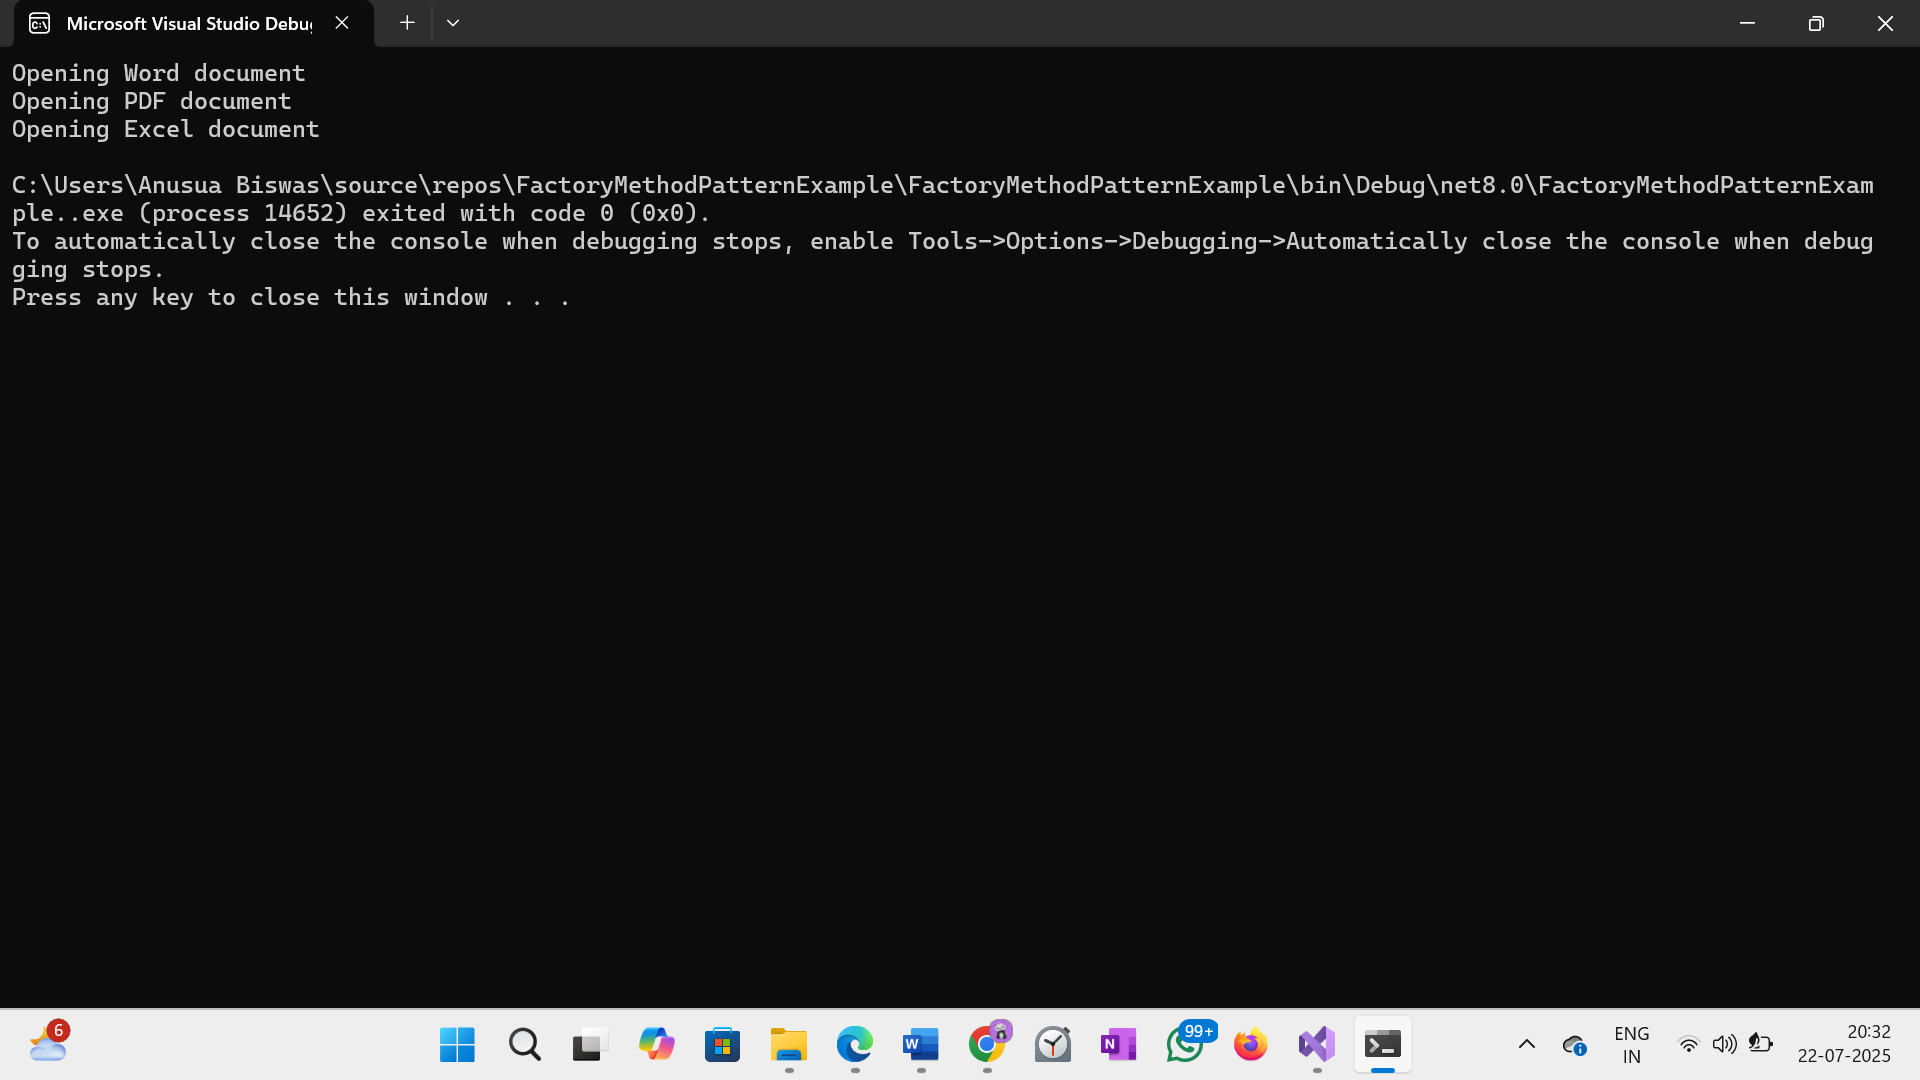 Microsoft Visual Studio Debu
Opening Word document
Opening PDF document
Opening Excel document
C:\Users\Anusua Biswas\source\repos\FactoryMethodPatternExample\FactoryMethodPatternExample\bin\Debug\net8.0\FactoryMethodPatternExam
ple..exe (process 14652) exited with code 0 (0x0).
To automatically close the console when debugging stops, enable Tools->Options->Debugging->Automatically close the console when debug
ging stops.
Press any key to close this window . . .
6
99+
ENG
IN
20:32
22-07-2025